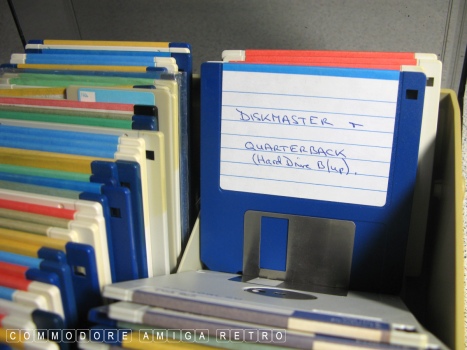 DISKMASTER +
QUARTERBACK
(Hard Drive B/up).
COMMODORE AMIGA RETRO